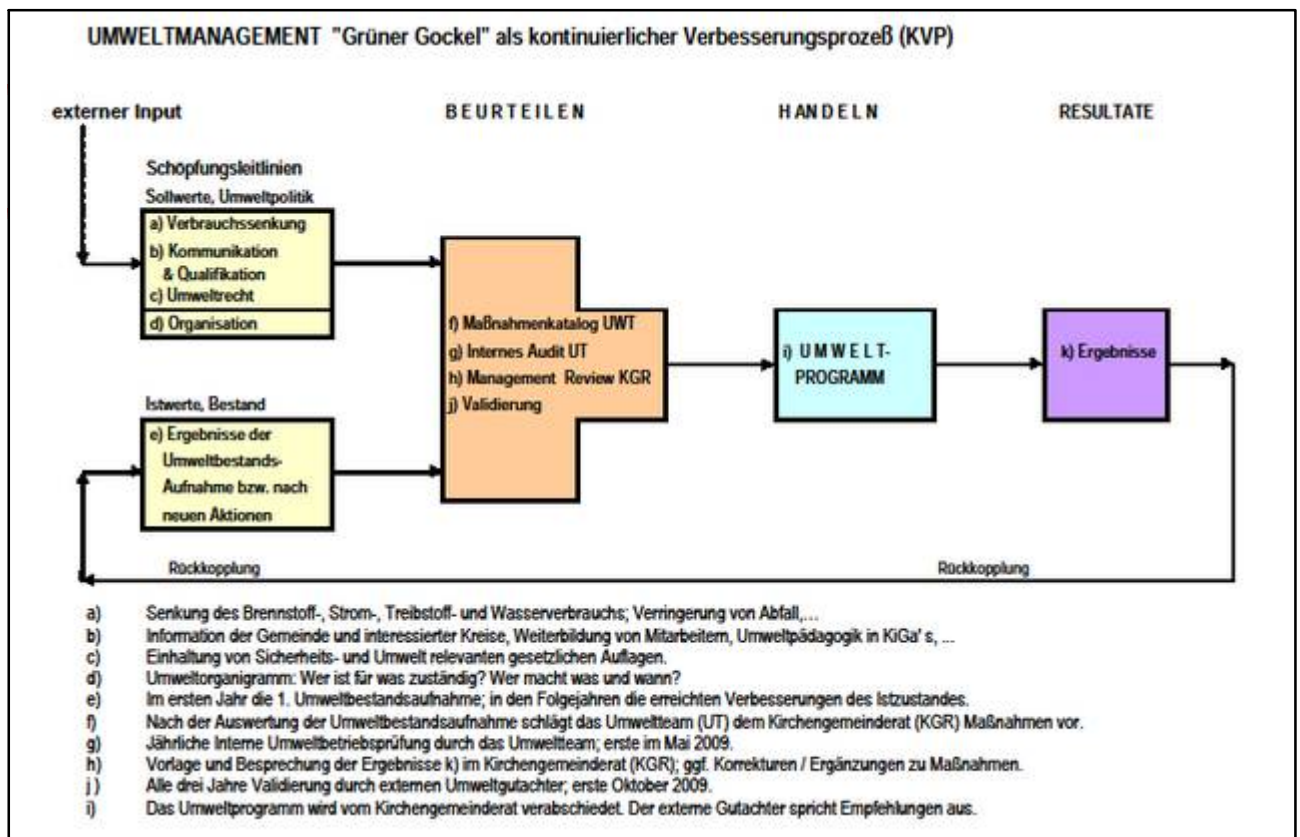 UMWELTMANAGEMENT "Grüner Gockel" als kontinuierlicher Verbesserungsprozeß (KVP)
externer Input
BEURTEILEN
HANDELN
RESULTATE
Schöpfungsleitlinien
Sollwerte, Umweltpolitik
a) Verbrauchssenkung
b) Kommunikation
& Qualifikation
c) Umweltrecht
d) Organisation
f) Maßnahmenkatalog UWT
g) Internes Audit UT
h) Management Review KGR
j) Validierung
i) UMWELT-
PROGRAMM
k) Ergebnisse
Istwerte, Bestand
e) Ergebnisse der
Umweltbestands-
Aufnahme bzw. nach
neuen Aktionen
Rückkopplung
Rückkopplung
a) Senkung des Brennstoff-, Strom-, Treibstoff- und Wasserverbrauchs; Verringerung von Abfall,...
b) Information der Gemeinde und interessierter Kreise, Weiterbildung von Mitarbeitern, Umweltpädagogik in KiGa's, ...
c) Einhaltung von Sicherheits- und Umwelt relevanten gesetzlichen Auflagen.
d) Umweltorganigramm: Wer ist für was zuständig? Wer macht was und wann?
e) Im ersten Jahr die 1. Umweltbestandsaufnahme; in den Folgejahren die erreichten Verbesserungen des Istzustandes.
f) Nach der Auswertung der Umweltbestandsaufnahme schlägt das Umweltteam (UT) dem Kirchengemeinderat (KGR) Maßnahmen vor.
g) Jährliche Interne Umweltbetriebsprüfung durch das Umweltteam; erste im Mai 2009.
h) Vorlage und Besprechung der Ergebnisse k) im Kirchengemeinderat (KGR); ggf. Korrekturen / Ergänzungen zu Maßnahmen.
j) Alle drei Jahre Validierung durch externen Umweltgutachter; erste Oktober 2009.
i) Das Umweltprogramm wird vom Kirchengemeinderat verabschiedet. Der externe Gutachter spricht Empfehlungen aus.